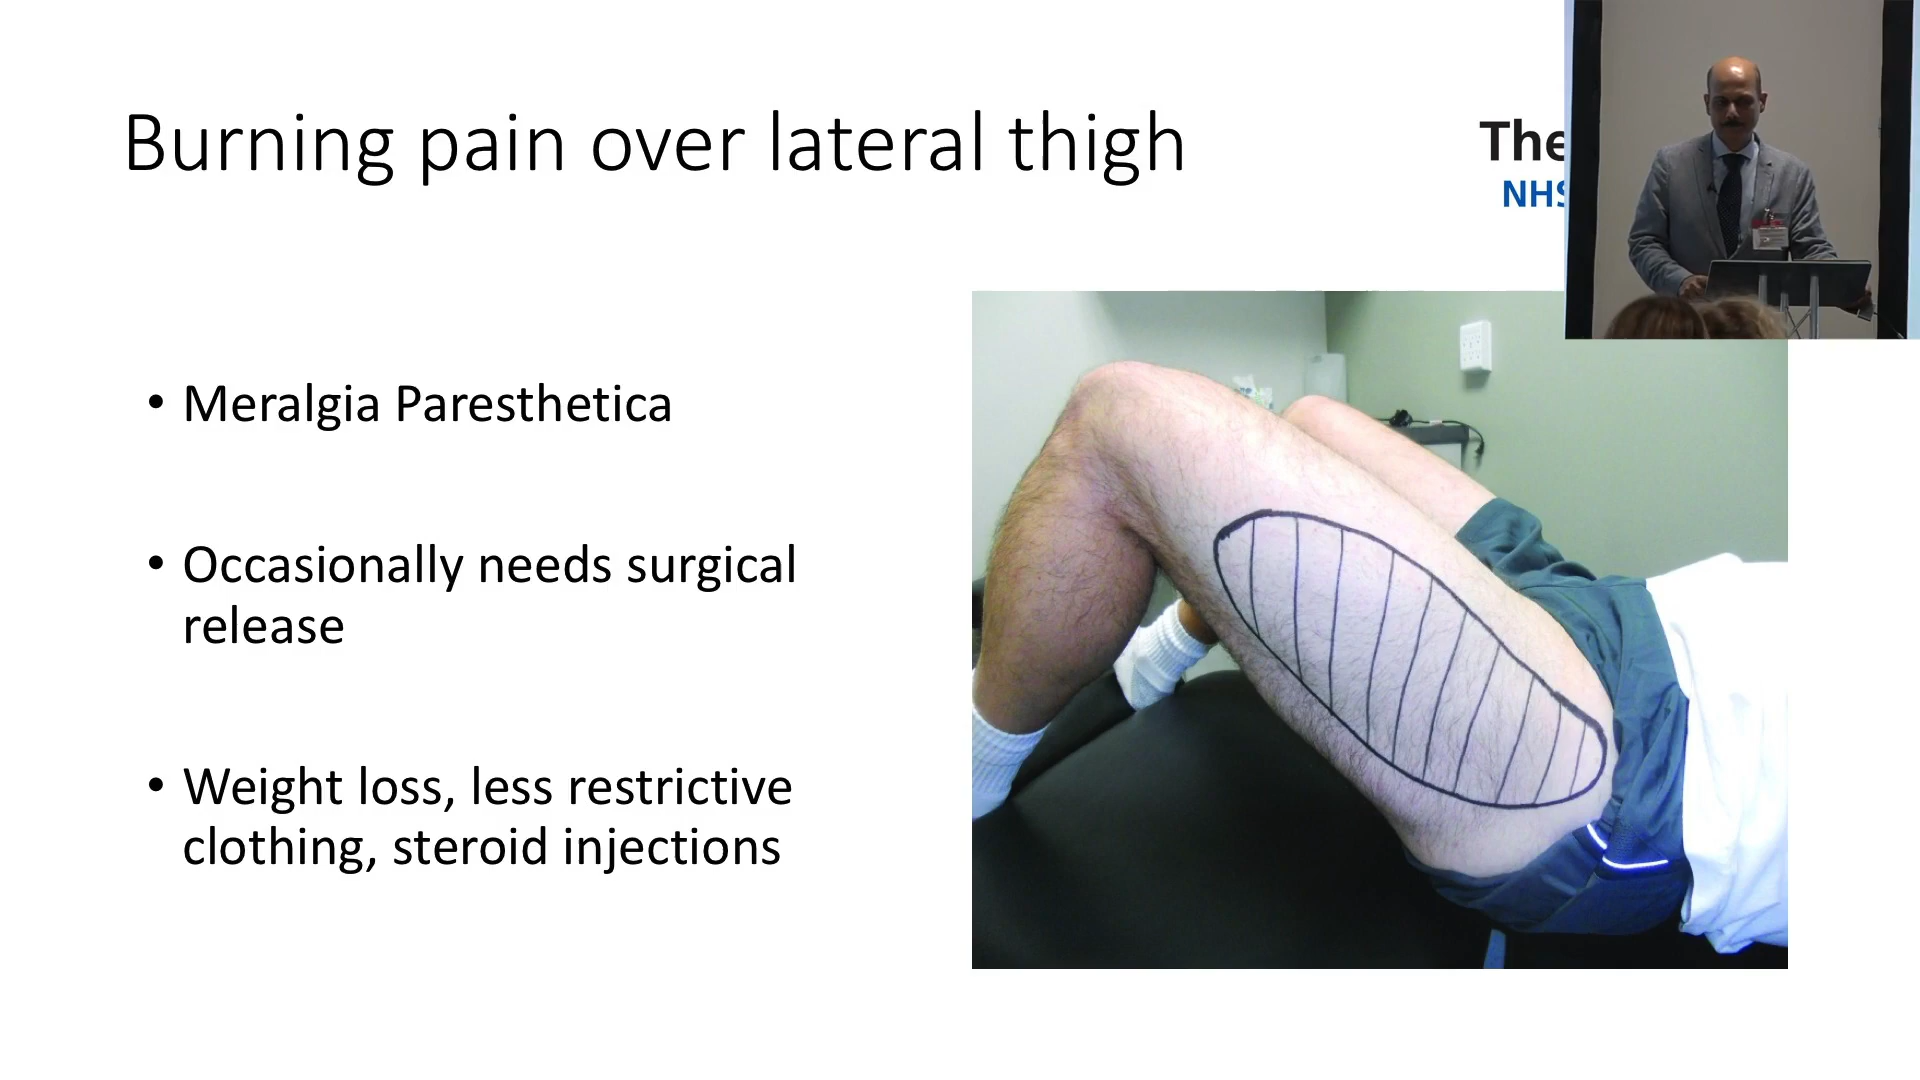 Burning pain over lateral thigh
The
NHS
• Meralgia Paresthetica
• Occasionally needs surgical
release
• Weight loss, less restrictive
clothing, steroid injections